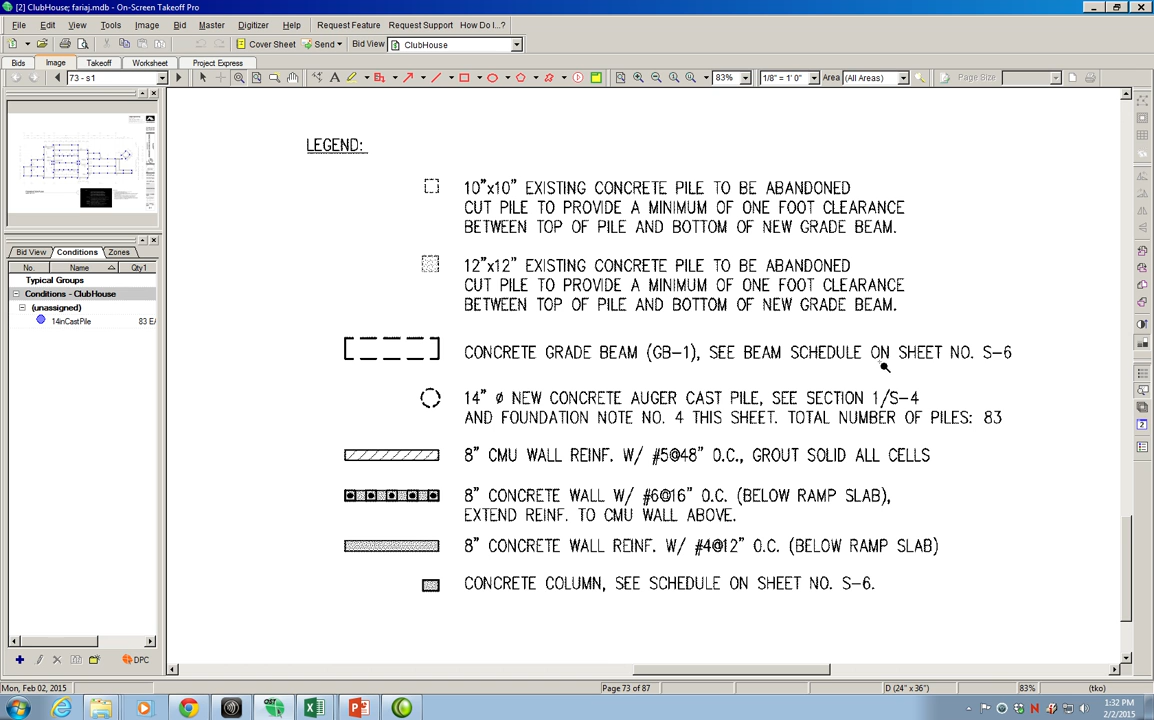 [2] ClubHouse; fariaj.mdb - On-Screen Takeoff Pro
File Edit View Tools Image Bid Master Digitizer Help Request Feature Request Support How Do I...?
Cover Sheet Send Bid View ClubHouse
Bids Image Takeoff Worksheet Project Express
73 - s1 83% 1/8" = 1' 0" Area (All Areas) Page Size
LEGEND:
10"x10" EXISTING CONCRETE PILE TO BE ABANDONED
CUT PILE TO PROVIDE A MINIMUM OF ONE FOOT CLEARANCE
BETWEEN TOP OF PILE AND BOTTOM OF NEW GRADE BEAM.
12"x12" EXISTING CONCRETE PILE TO BE ABANDONED
CUT PILE TO PROVIDE A MINIMUM OF ONE FOOT CLEARANCE
BETWEEN TOP OF PILE AND BOTTOM OF NEW GRADE BEAM.
CONCRETE GRADE BEAM (GB-1), SEE BEAM SCHEDULE ON SHEET NO. S-6
14" ø NEW CONCRETE AUGER CAST PILE, SEE SECTION 1/S-4
AND FOUNDATION NOTE NO. 4 THIS SHEET. TOTAL NUMBER OF PILES: 83
8" CMU WALL REINF. W/ #5@48" O.C., GROUT SOLID ALL CELLS
8" CONCRETE WALL W/ #6@16" O.C. (BELOW RAMP SLAB),
EXTEND REINF. TO CMU WALL ABOVE.
8" CONCRETE WALL REINF. W/ #4@12" O.C. (BELOW RAMP SLAB)
CONCRETE COLUMN, SEE SCHEDULE ON SHEET NO. S-6.
Bid View Conditions Zones
No. Name Qty1
Typical Groups
Conditions - ClubHouse
(unassigned)
14inCastPile 83 EA
DPC
Mon, Feb 02, 2015 Page 73 of 87 D (24" x 36") 83% (tko)
1:32 PM
2/2/2015